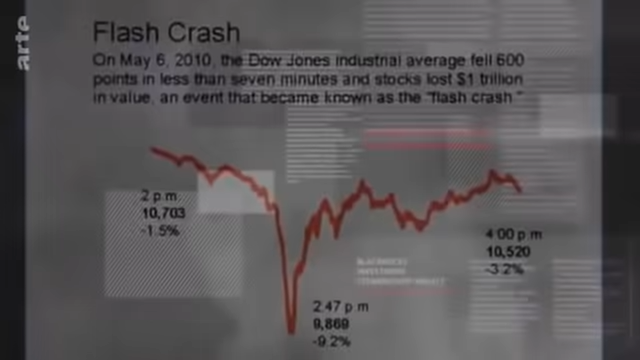 arte
Flash Crash
On May 6, 2010, the Dow Jones industrial average fell 600
points in less than seven minutes and stocks lost $1 trillion
in value, an event that became known as the "flash crash."
2 p m
10,703
-1.5%
4:00 p m
10,520
-3.2%
2.47 p m
9,869
-9.2%